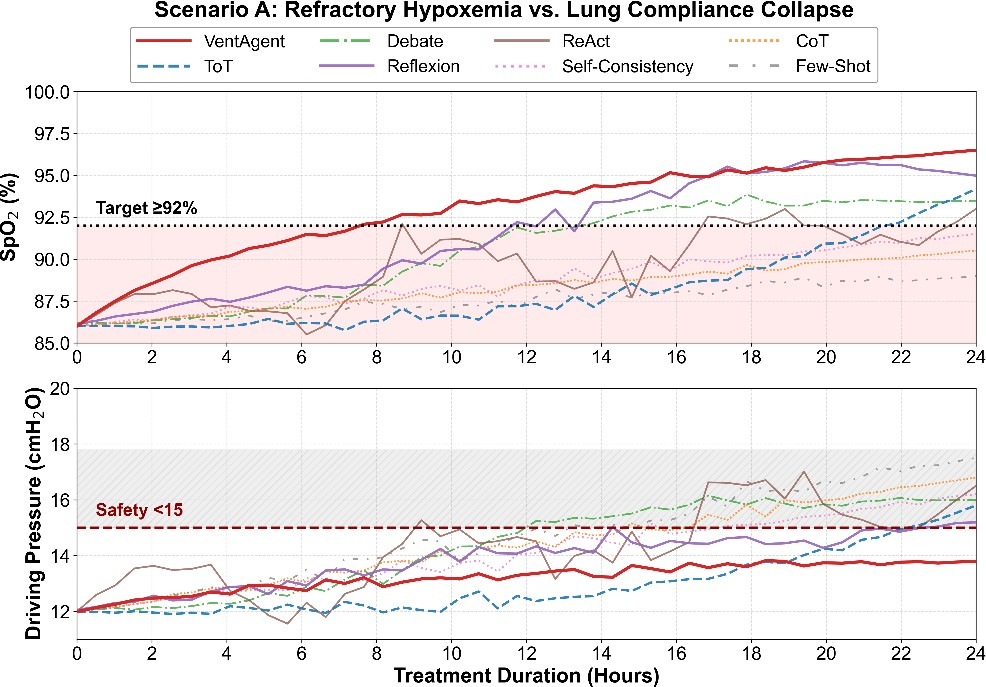 Scenario A: Refractory Hypoxemia vs. Lung Compliance Collapse
VentAgent Debate ReAct CoT
ToT Reflexion Self-Consistency Few-Shot
SpO₂ (%)
100.0
97.5
95.0
92.5
90.0
87.5
85.0
Target ≥92%
0 2 4 6 8 10 12 14 16 18 20 22 24
Driving Pressure (cmH₂O)
20
18
16
14
12
Safety <15
0 2 4 6 8 10 12 14 16 18 20 22 24
Treatment Duration (Hours)